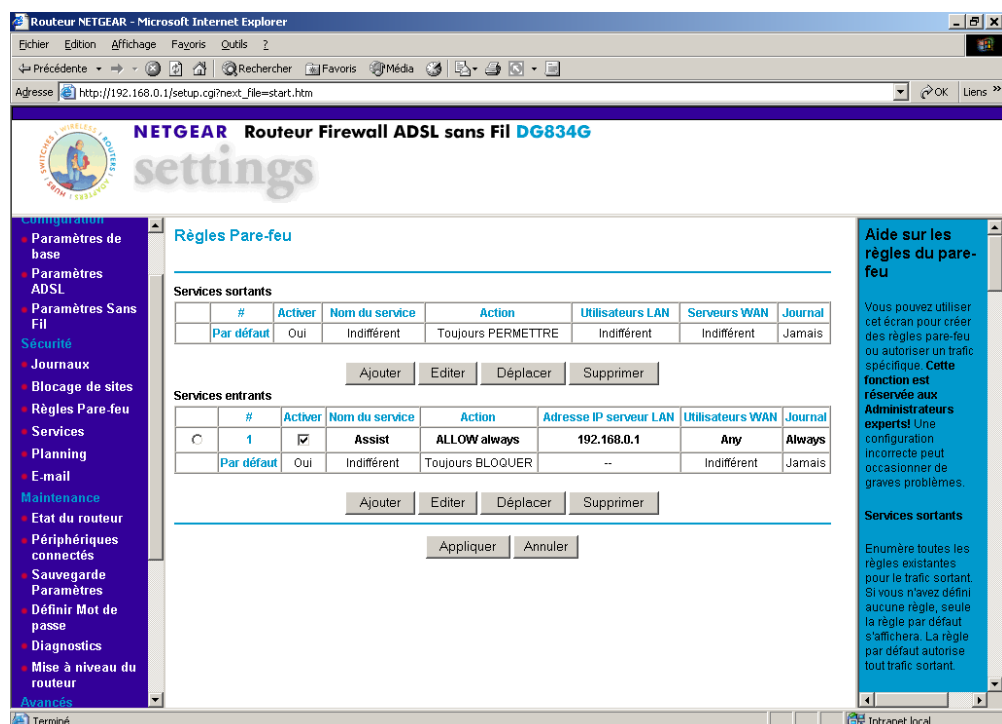 Routeur NETGEAR - Microsoft Internet Explorer
Fichier Edition Affichage Favoris Outils ?
Précédente Rechercher Favoris Média
Adresse http://192.168.0.1/setup.cgi?next_file=start.htm OK Liens »
SWITCHES | WIRELESS | ROUTERS | ADAPTERS | HUBS
NETGEAR Routeur Firewall ADSL sans Fil DG834G
settings
Configuration
Paramètres de
base
Paramètres
ADSL
Paramètres Sans
Fil
Sécurité
Journaux
Blocage de sites
Règles Pare-feu
Services
Planning
E-mail
Maintenance
Etat du routeur
Périphériques
connectés
Sauvegarde
Paramètres
Définir Mot de
passe
Diagnostics
Mise à niveau du
routeur
Avancés
Règles Pare-feu
Services sortants
# Activer Nom du service Action Utilisateurs LAN Serveurs WAN Journal
Par défaut Oui Indifférent Toujours PERMETTRE Indifférent Indifférent Jamais
Ajouter Editer Déplacer Supprimer
Services entrants
# Activer Nom du service Action Adresse IP serveur LAN Utilisateurs WAN Journal
1 Assist ALLOW always 192.168.0.1 Any Always
Par défaut Oui Indifférent Toujours BLOQUER -- Indifférent Jamais
Ajouter Editer Déplacer Supprimer
Appliquer Annuler
Aide sur les
règles du pare-
feu
Vous pouvez utiliser
cet écran pour créer
des règles pare-feu
ou autoriser un trafic
spécifique. Cette
fonction est
réservée aux
Administrateurs
experts! Une
configuration
incorrecte peut
occasionner de
graves problèmes.
Services sortants
Enumère toutes les
règles existantes
pour le trafic sortant.
Si vous n'avez défini
aucune règle, seule
la règle par défaut
s'affichera. La règle
par défaut autorise
tout trafic sortant.
Terminé Intranet local